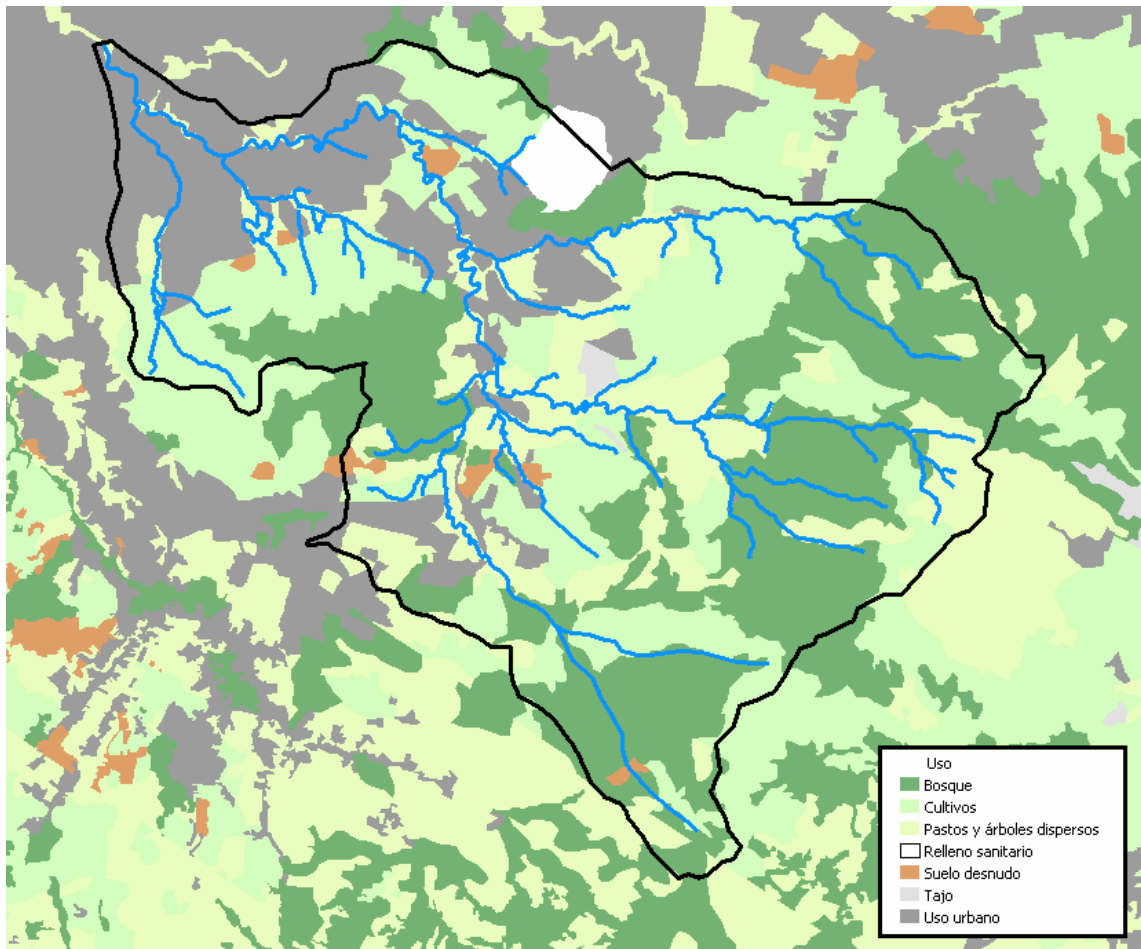 Uso
Bosque
Cultivos
Pastos y árboles dispersos
Relleno sanitario
Suelo desnudo
Tajo
Uso urbano